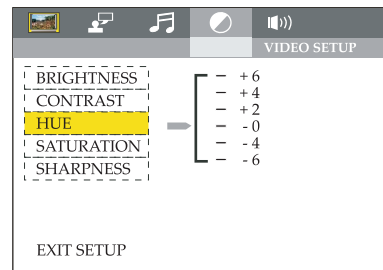 VIDEO SETUP
BRIGHTNESS
CONTRAST
HUE
SATURATION
SHARPNESS
+ 6
+ 4
+ 2
- 0
- 4
- 6
EXIT SETUP